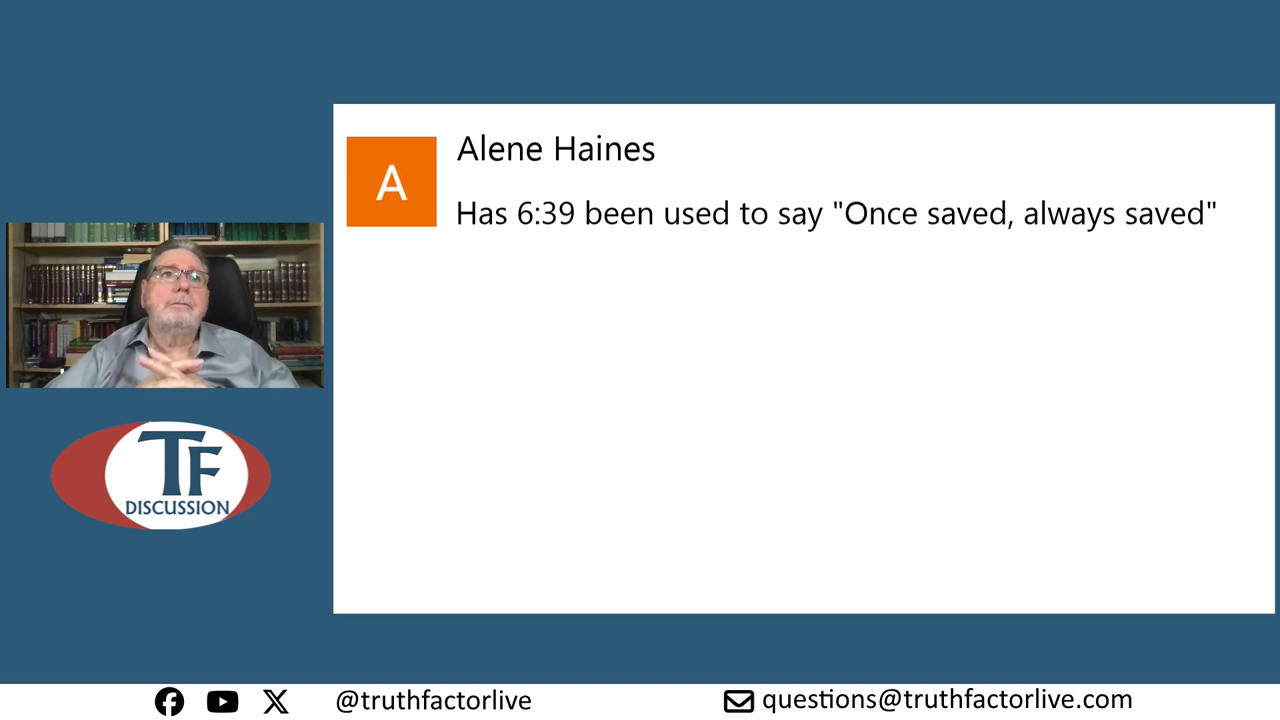 Alene Haines
A
Has 6:39 been used to say "Once saved, always saved"
TF
DISCUSSION
@truthfactorlive
questions@truthfactorlive.com